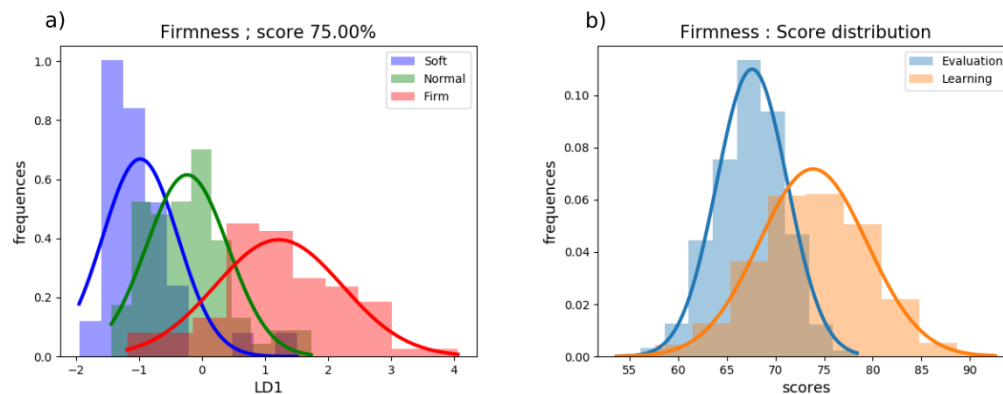 a)
Firmness ; score 75.00%
Soft
Normal
Firm
1.0
0.8
0.6
0.4
0.2
0.0
frequences
−2 −1 0 1 2 3 4
LD1
b)
Firmness : Score distribution
Evaluation
Learning
0.10
0.08
0.06
0.04
0.02
0.00
frequences
55 60 65 70 75 80 85 90
scores